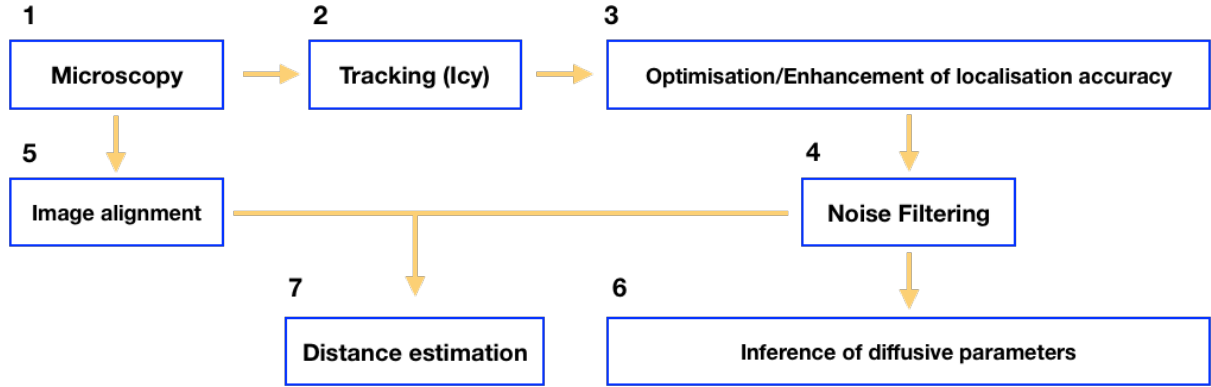 1
Microscopy
2
Tracking (Icy)
3
Optimisation/Enhancement of localisation accuracy
5
Image alignment
4
Noise Filtering
7
Distance estimation
6
Inference of diffusive parameters